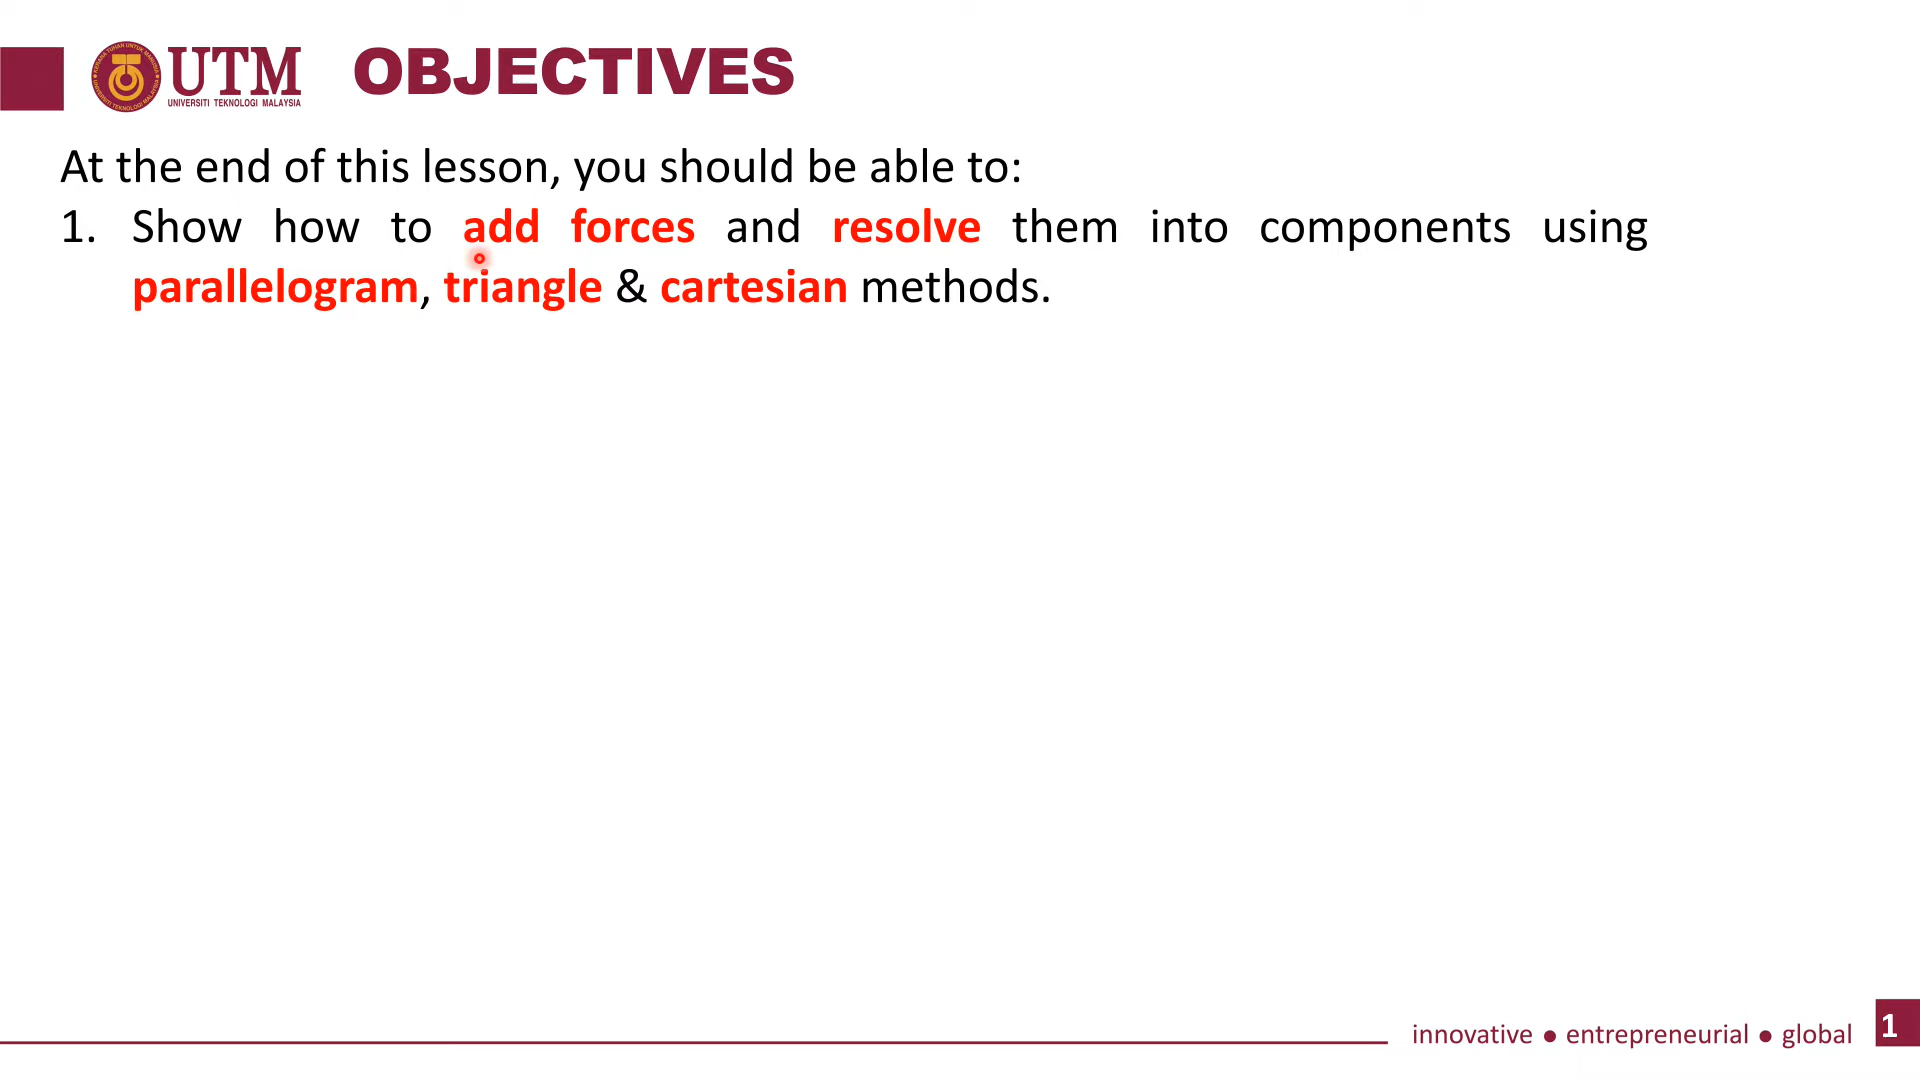 UTM
UNIVERSITI TEKNOLOGI MALAYSIA
OBJECTIVES
At the end of this lesson, you should be able to:
1. Show how to add forces and resolve them into components using
parallelogram, triangle & cartesian methods.
innovative ● entrepreneurial ● global
1